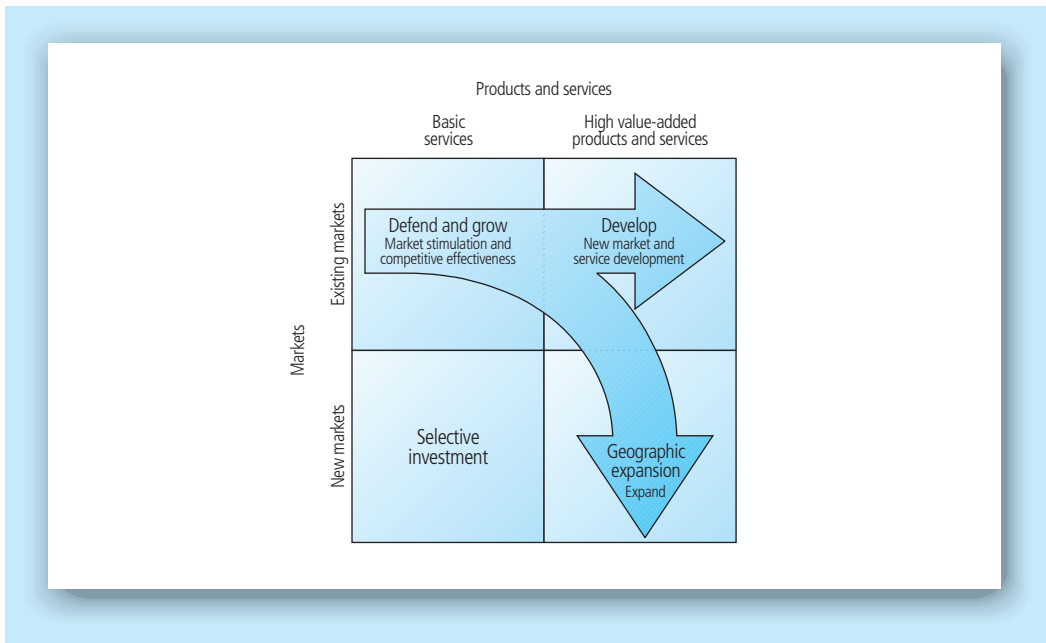 Products and services
Basic
services
High value-added
products and services
Markets
Existing markets
Defend and grow
Market stimulation and
competitive effectiveness
Develop
New market and
service development
New markets
Selective
investment
Geographic
expansion
Expand